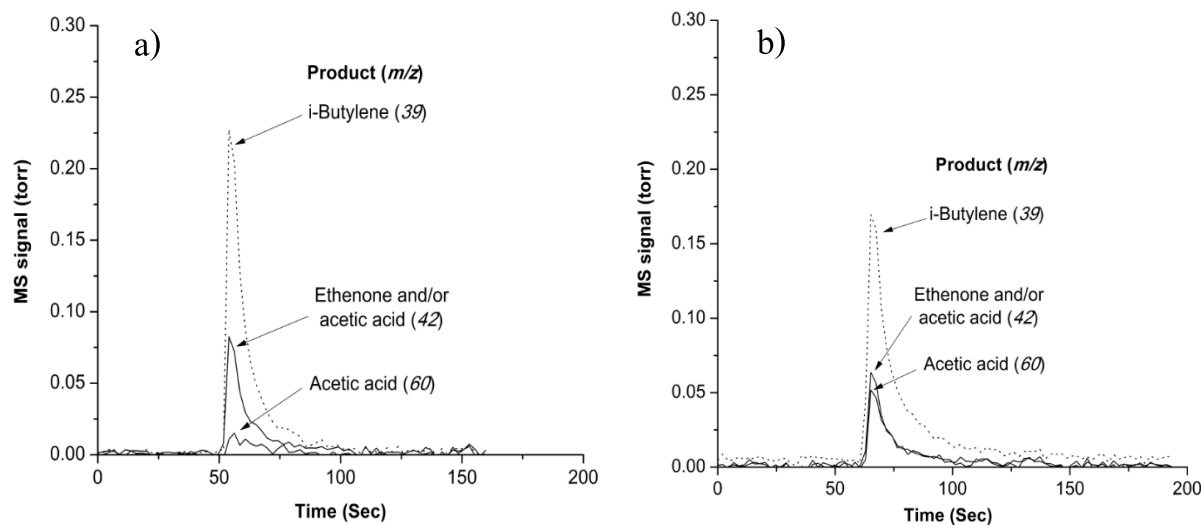 a)
0.30
0.25
0.20
0.15
0.10
0.05
0.00
MS signal (torr)
Product (m/z)
i-Butylene (39)
Ethenone and/or
acetic acid (42)
Acetic acid (60)
0
50
100
150
200
Time (Sec)
b)
0.30
0.25
0.20
0.15
0.10
0.05
0.00
MS signal (torr)
Product (m/z)
i-Butylene (39)
Ethenone and/or
acetic acid (42)
Acetic acid (60)
0
50
100
150
200
Time (Sec)